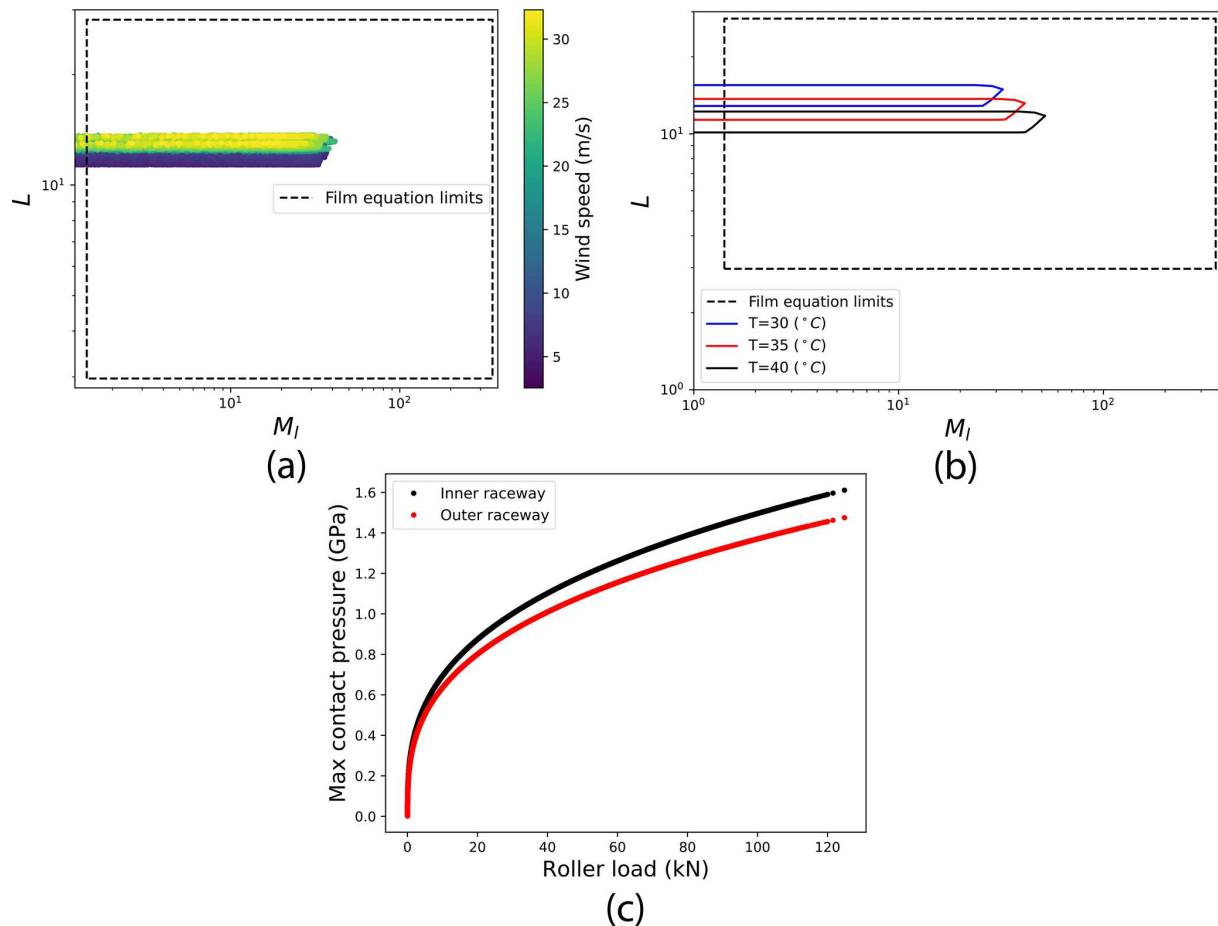 30
25
20
15
10
5
Wind speed (m/s)
L
10¹
Film equation limits
10¹
10²
M_l
(a)
L
10¹
10⁰
Film equation limits
T=30 (°C)
T=35 (°C)
T=40 (°C)
10⁰
10¹
10²
M_l
(b)
Max contact pressure (GPa)
1.6
1.4
1.2
1.0
0.8
0.6
0.4
0.2
0.0
Inner raceway
Outer raceway
0 20 40 60 80 100 120
Roller load (kN)
(c)